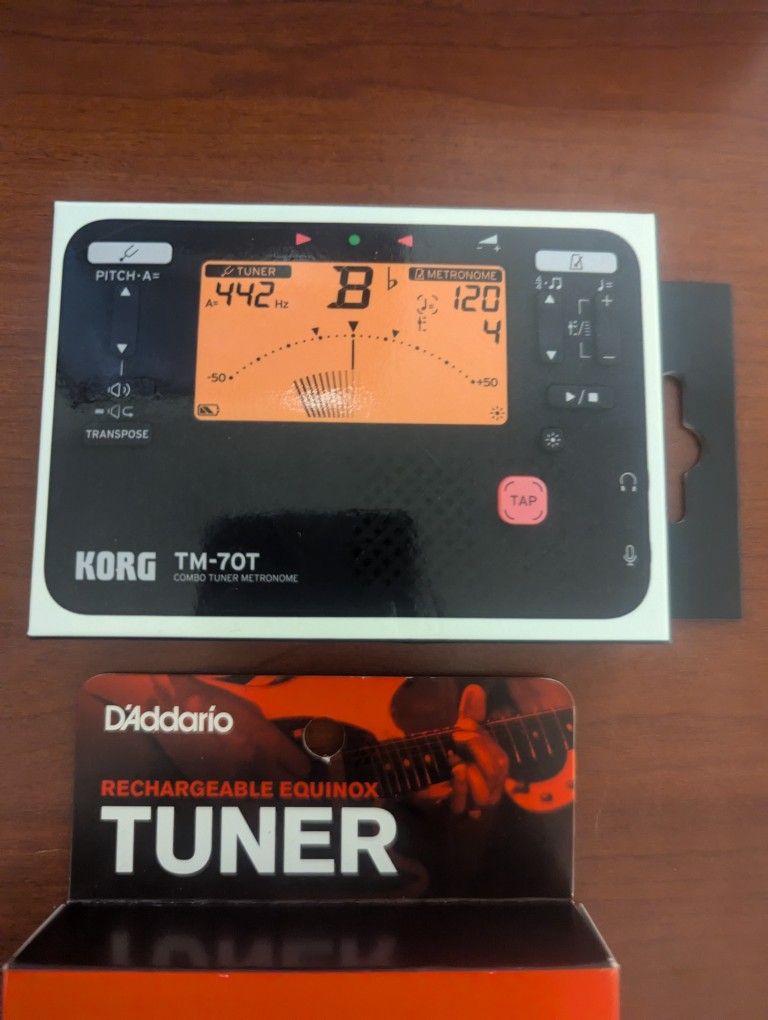 PITCH·A=
TUNER
A=442 Hz
B♭
METRONOME
120
4
-50
+50
TRANSPOSE
TAP
KORG TM-70T
COMBO TUNER METRONOME
D'Addario
RECHARGEABLE EQUINOX
TUNER